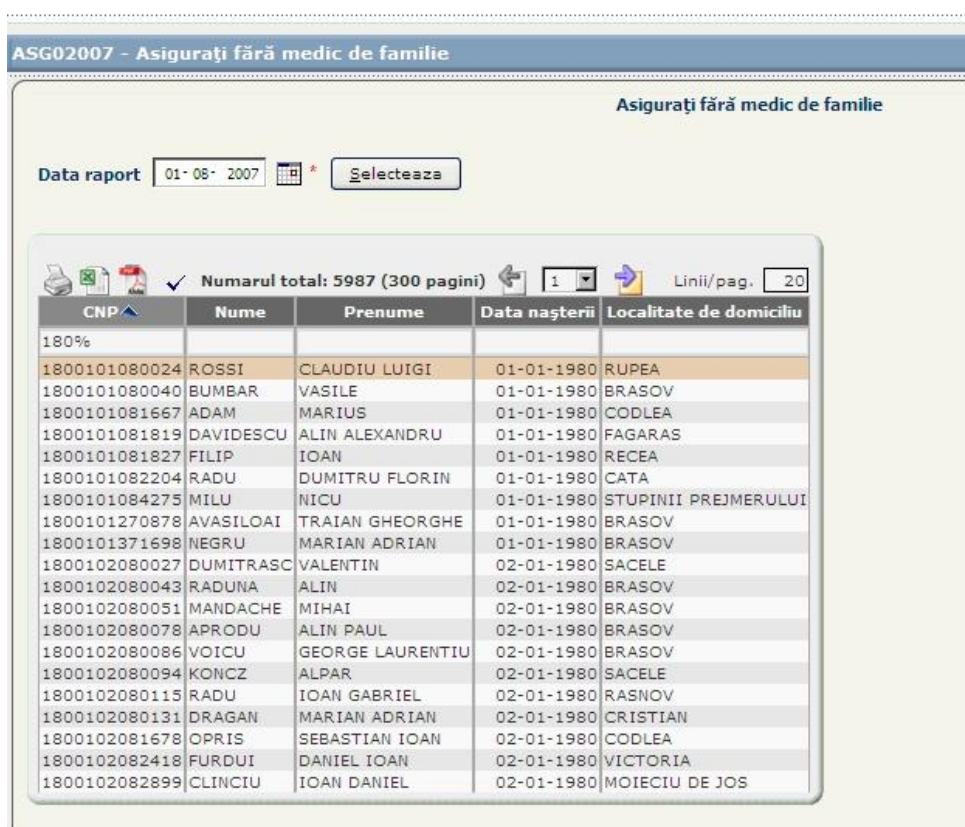 ASG02007 - Asiguraţi fără medic de familie
Asiguraţi fără medic de familie
Data raport 01-08-2007 * Selecteaza
Numarul total: 5987 (300 pagini) 1 Linii/pag. 20
CNP Nume Prenume Data naşterii Localitate de domiciliu
180%
1800101080024 ROSSI CLAUDIU LUIGI 01-01-1980 RUPEA
1800101080040 BUMBAR VASILE 01-01-1980 BRASOV
1800101081667 ADAM MARIUS 01-01-1980 CODLEA
1800101081819 DAVIDESCU ALIN ALEXANDRU 01-01-1980 FAGARAS
1800101081827 FILIP IOAN 01-01-1980 RECEA
1800101082204 RADU DUMITRU FLORIN 01-01-1980 CATA
1800101084275 MILU NICU 01-01-1980 STUPINII PREJMERULUI
1800101270878 AVASILOAI TRAIAN GHEORGHE 01-01-1980 BRASOV
1800101371698 NEGRU MARIAN ADRIAN 01-01-1980 BRASOV
1800102080027 DUMITRASC VALENTIN 02-01-1980 SACELE
1800102080043 RADUNA ALIN 02-01-1980 BRASOV
1800102080051 MANDACHE MIHAI 02-01-1980 BRASOV
1800102080078 APRODU ALIN PAUL 02-01-1980 BRASOV
1800102080086 VOICU GEORGE LAURENTIU 02-01-1980 BRASOV
1800102080094 KONCZ ALPAR 02-01-1980 SACELE
1800102080115 RADU IOAN GABRIEL 02-01-1980 RASNOV
1800102080131 DRAGAN MARIAN ADRIAN 02-01-1980 CRISTIAN
1800102081678 OPRIS SEBASTIAN IOAN 02-01-1980 CODLEA
1800102082418 FURDUI DANIEL IOAN 02-01-1980 VICTORIA
1800102082899 CLINCIU IOAN DANIEL 02-01-1980 MOIECIU DE JOS